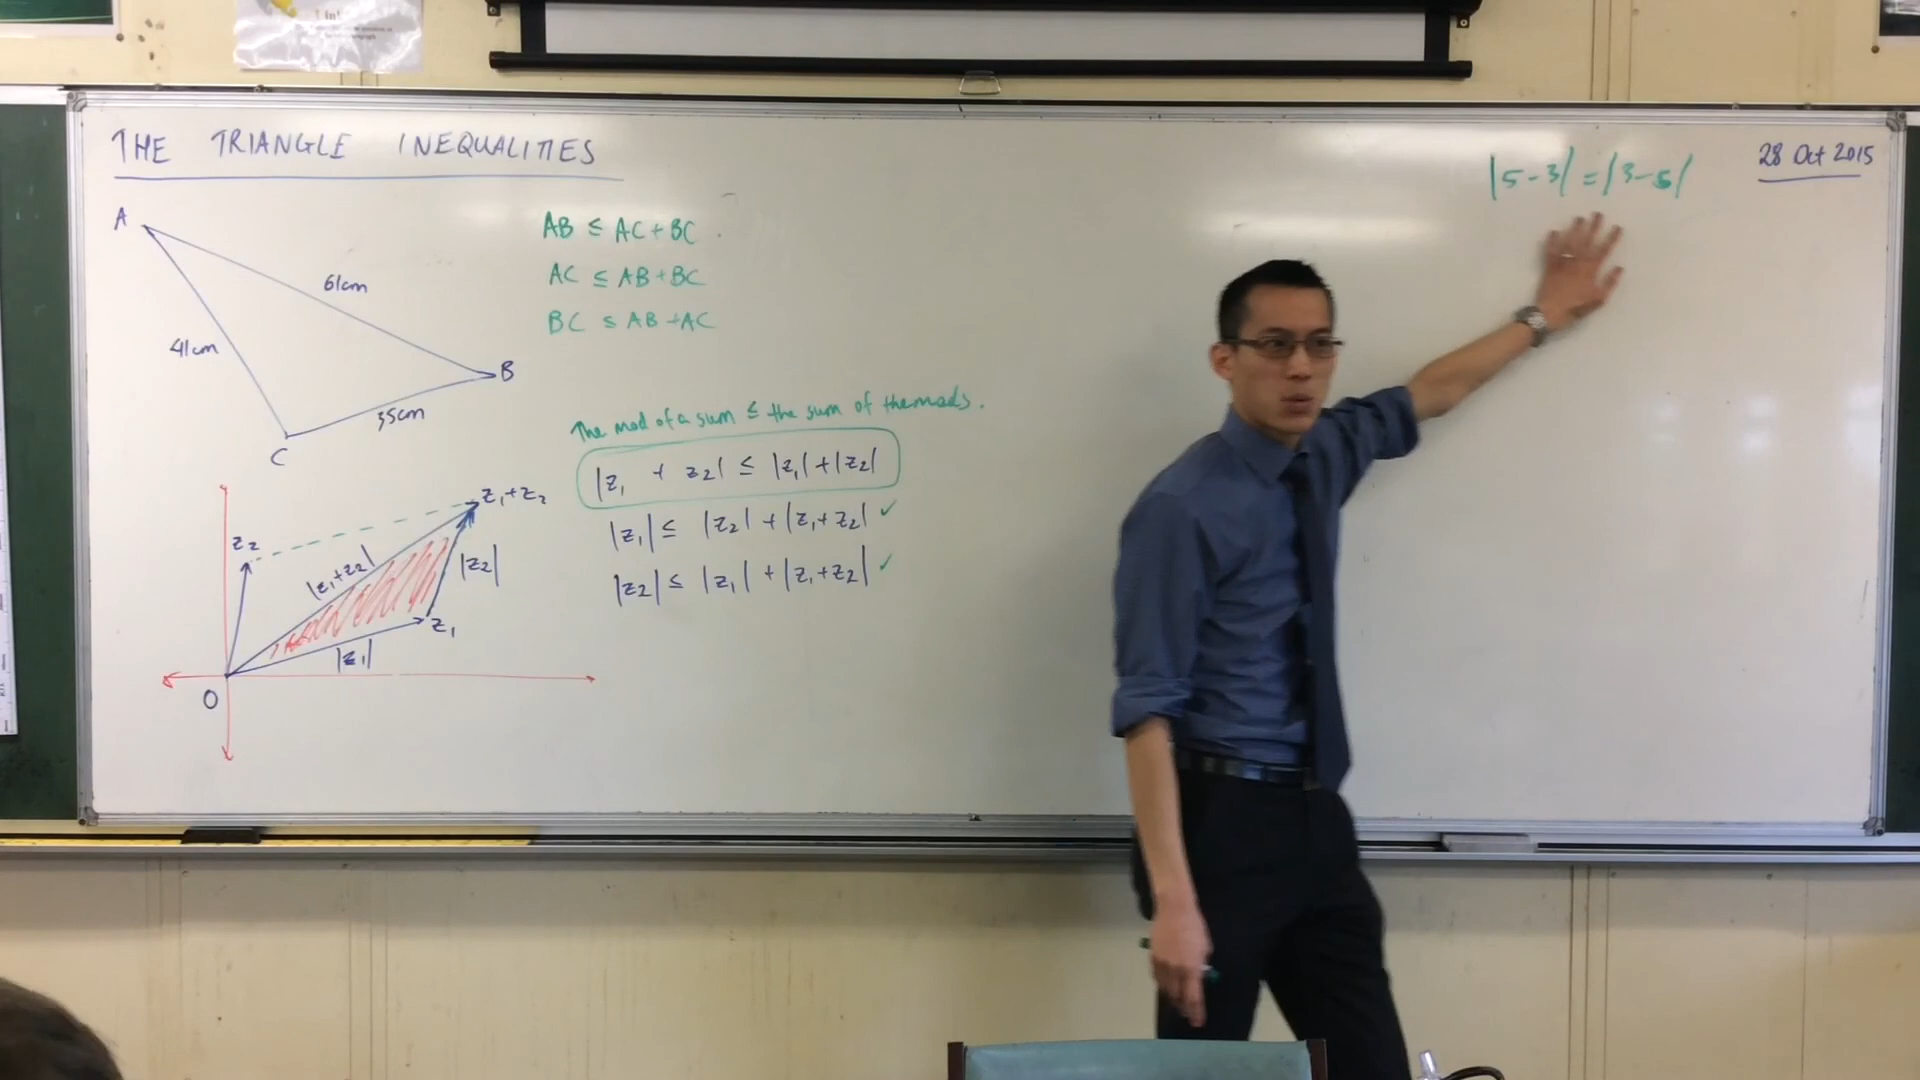 THE TRIANGLE INEQUALITIES
28 Oct 2015
|5-3| = |3-5|
A
61cm
41cm
B
35cm
C
AB ≤ AC + BC
AC ≤ AB + BC
BC ≤ AB + AC
The mod of a sum ≤ the sum of the mods.
|z₁ + z₂| ≤ |z₁| + |z₂|
|z₁| ≤ |z₂| + |z₁+z₂| ✓
|z₂| ≤ |z₁| + |z₁+z₂| ✓
z₁+z₂
z₂
|z₁+z₂|
|z₂|
z₁
|z₁|
O